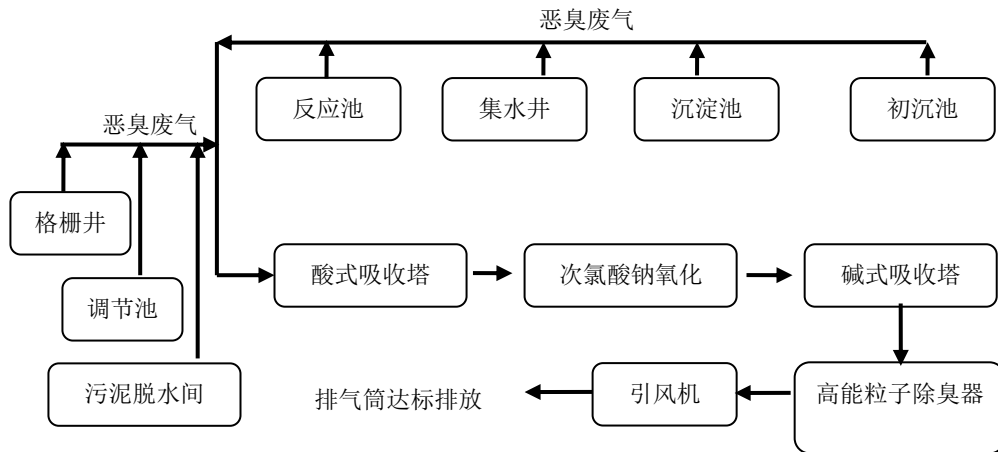 恶臭废气
反应池
集水井
沉淀池
初沉池
恶臭废气
格栅井
酸式吸收塔
次氯酸钠氧化
碱式吸收塔
调节池
污泥脱水间
排气筒达标排放
引风机
高能粒子除臭器